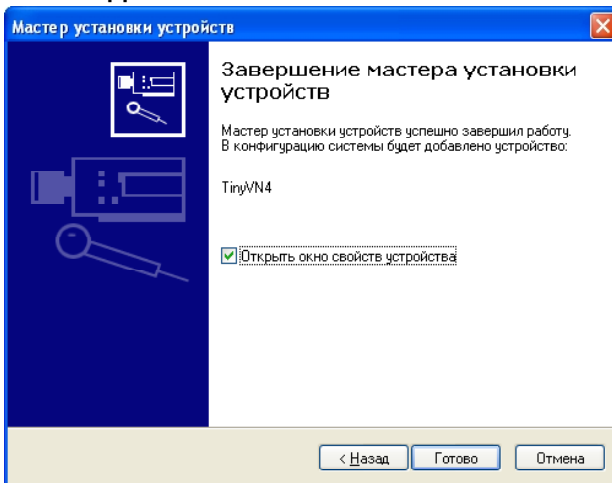 Мастер установки устройств
Завершение мастера установки
устройств
Мастер установки устройств успешно завершил работу.
В конфигурацию системы будет добавлено устройство:
TinyVN4
Открыть окно свойств устройства
< Назад
Готово
Отмена